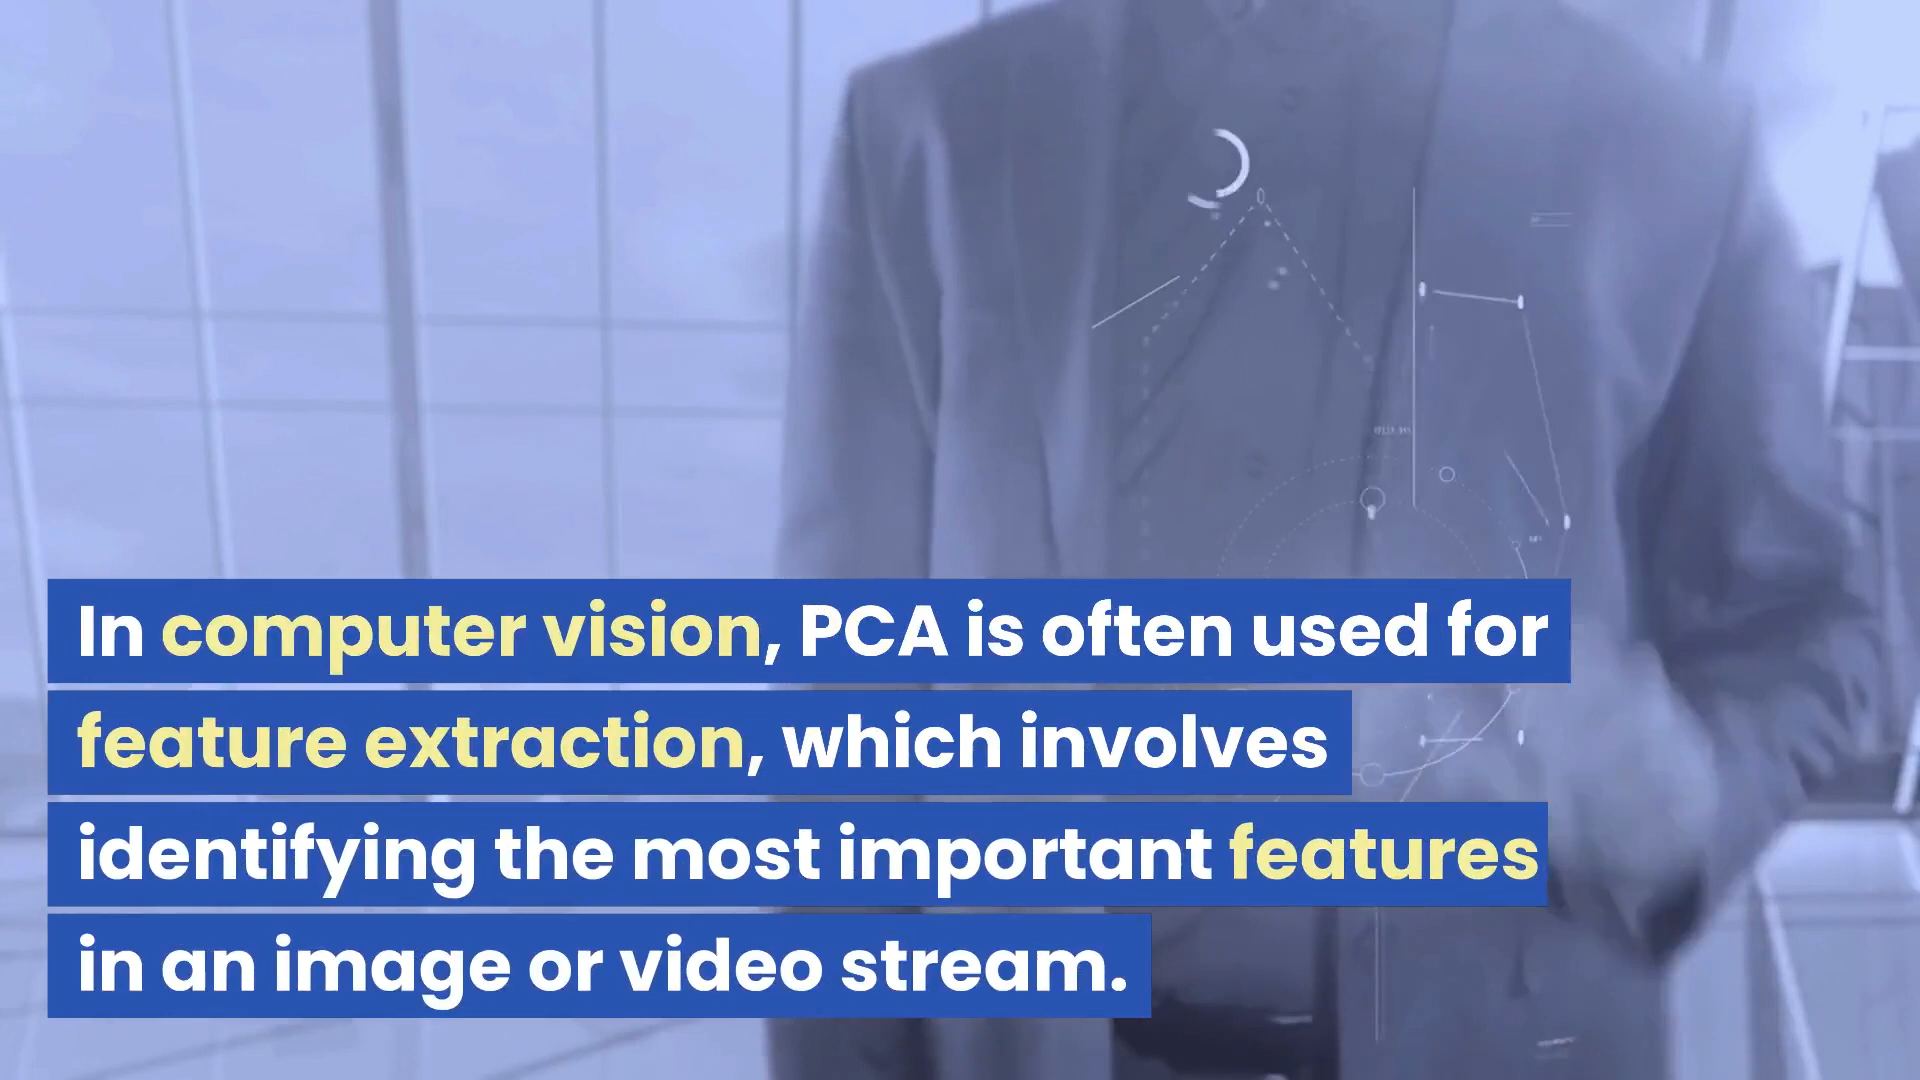 In computer vision, PCA is often used for
feature extraction, which involves
identifying the most important features
in an image or video stream.